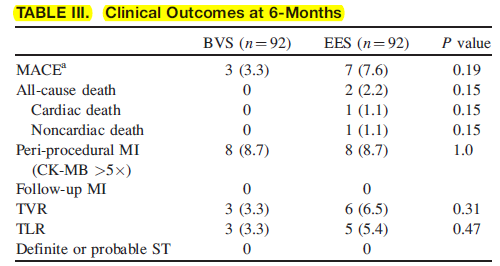 TABLE III. Clinical Outcomes at 6-Months
BVS (n=92) EES (n=92) P value
MACEa 3 (3.3) 7 (7.6) 0.19
All-cause death 0 2 (2.2) 0.15
Cardiac death 0 1 (1.1) 0.15
Noncardiac death 0 1 (1.1) 0.15
Peri-procedural MI 8 (8.7) 8 (8.7) 1.0
(CK-MB >5×)
Follow-up MI 0 0
TVR 3 (3.3) 6 (6.5) 0.31
TLR 3 (3.3) 5 (5.4) 0.47
Definite or probable ST 0 0